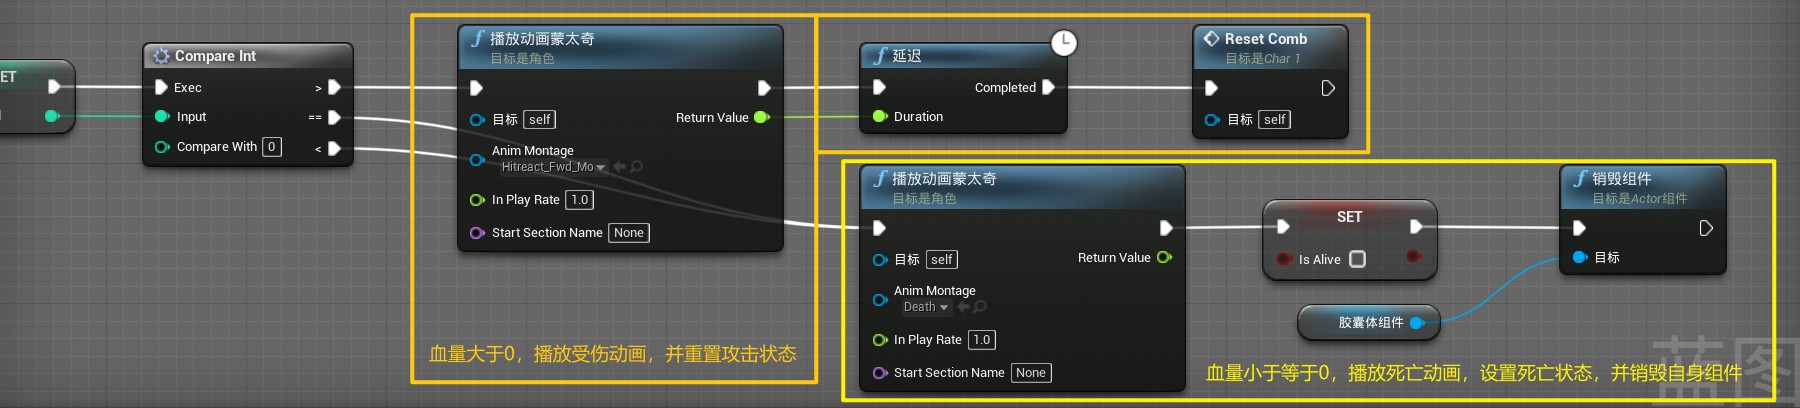 ET
Compare Int
Exec
>
Input
==
Compare With 0
<
播放动画蒙太奇
目标是角色
目标 self
Return Value
Anim Montage
Hitreact_Fwd_Mo
In Play Rate 1.0
Start Section Name None
血量大于0，播放受伤动画，并重置攻击状态
延迟
Completed
Duration
Reset Comb
目标是Char 1
目标 self
播放动画蒙太奇
目标是角色
目标 self
Return Value
Anim Montage
Death
In Play Rate 1.0
Start Section Name None
SET
Is Alive
胶囊体组件
销毁组件
目标是Actor组件
目标
血量小于等于0，播放死亡动画，设置死亡状态，并销毁自身组件
蓝图